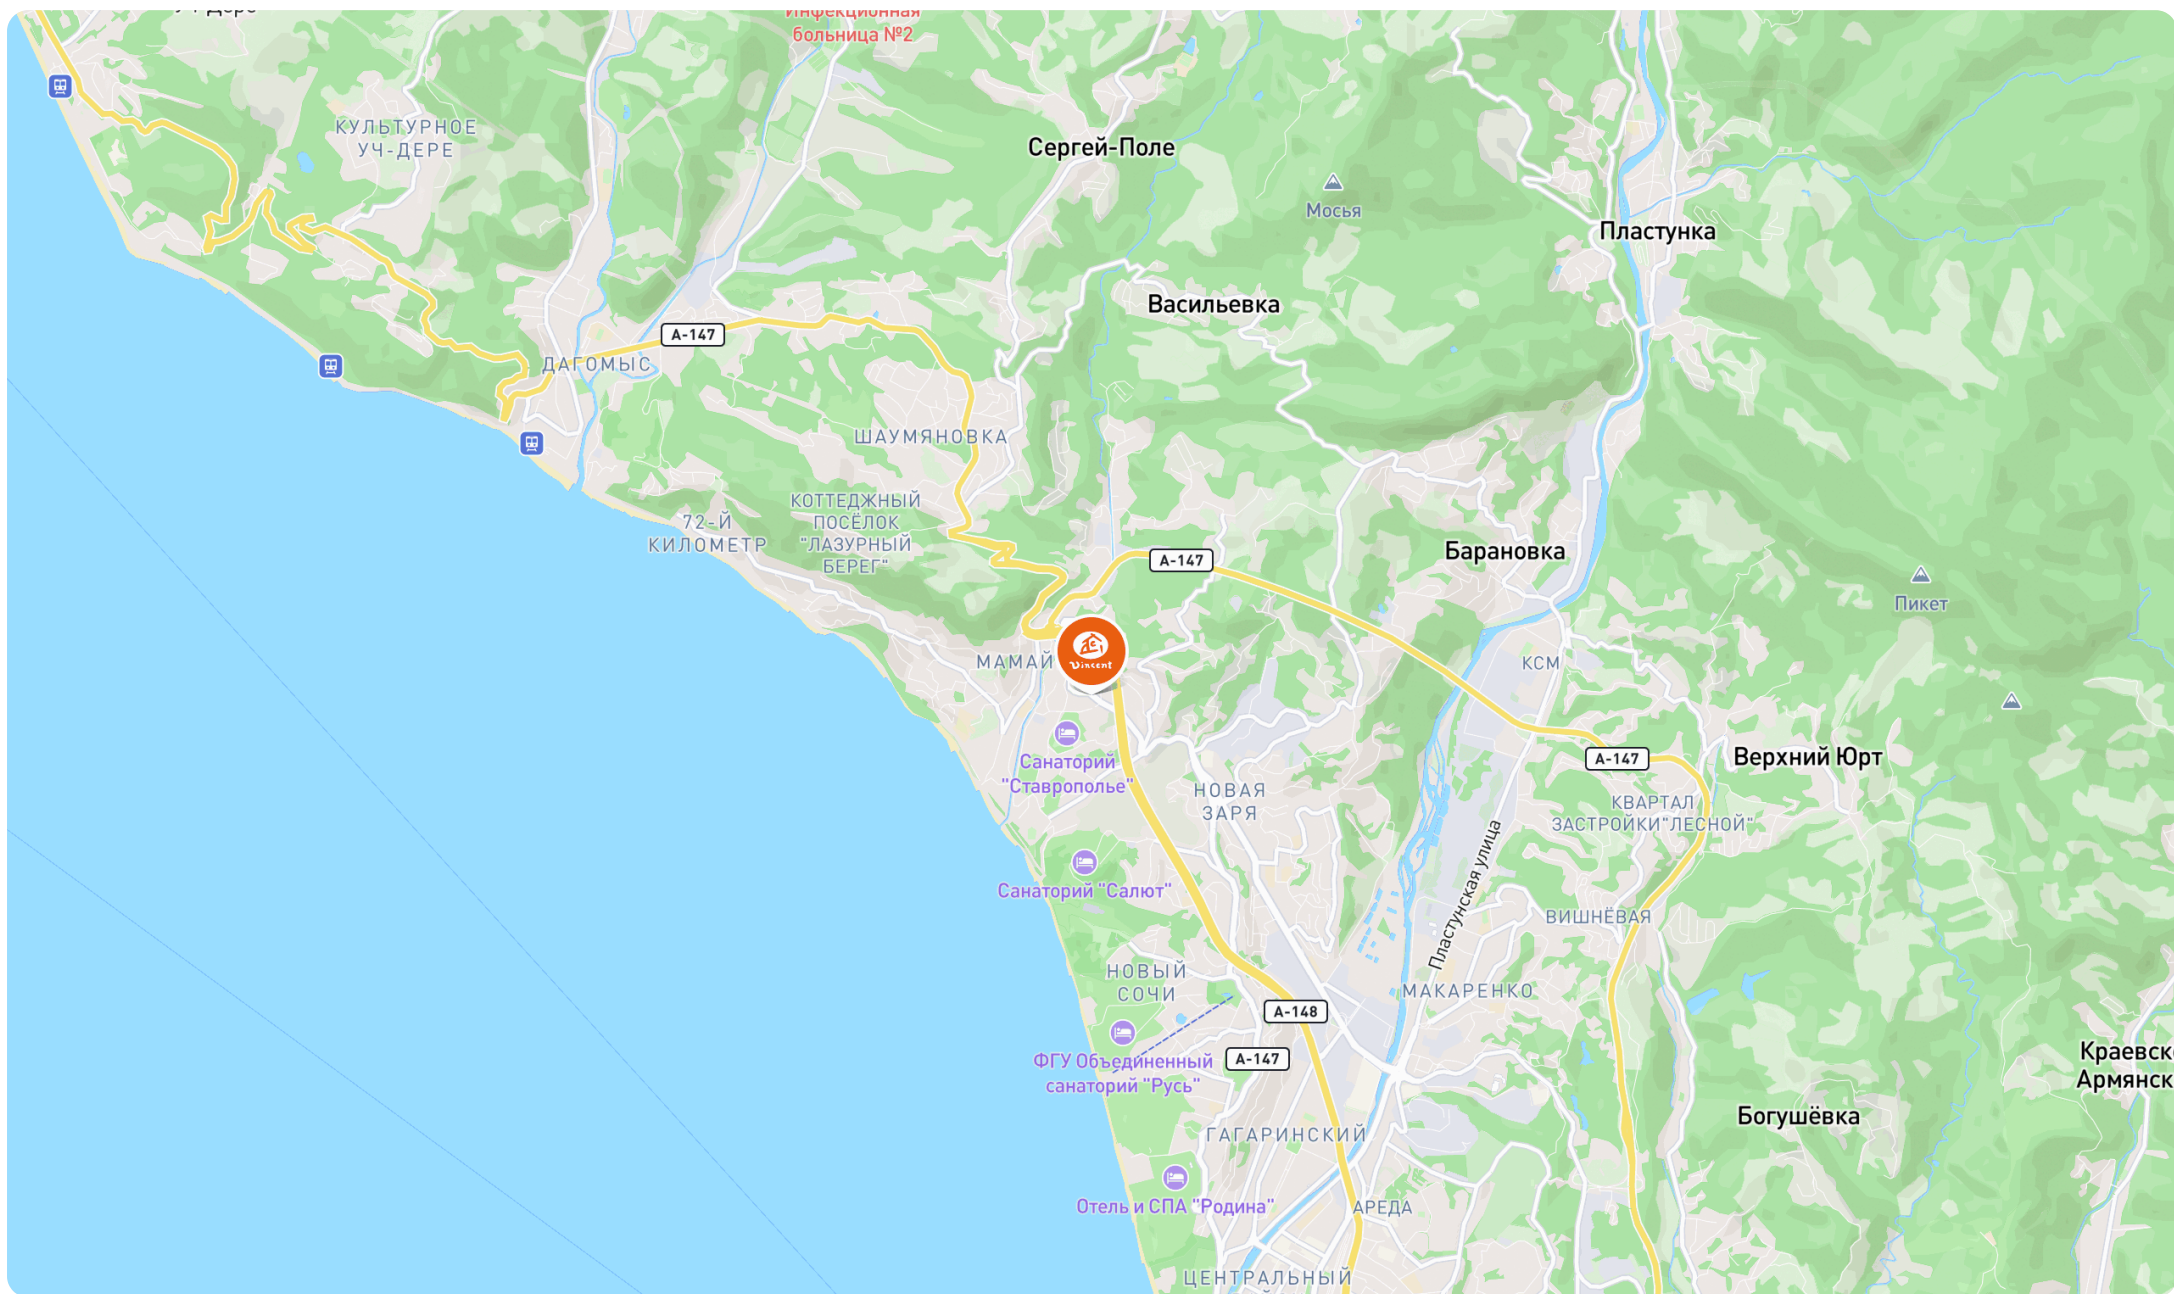 Инфекционная
больница №2
КУЛЬТУРНОЕ
УЧ-ДЕРЕ
Сергей-Поле
Мосья
Пластунка
Васильевка
А-147
ДАГОМЫС
ШАУМЯНОВКА
КОТТЕДЖНЫЙ
ПОСЁЛОК
"ЛАЗУРНЫЙ
БЕРЕГ"
72-Й
КИЛОМЕТР
А-147
Барановка
Пикет
МАМАЙ
Vincent
КСМ
Санаторий
"Ставрополье"
НОВАЯ
ЗАРЯ
А-147
Верхний Юрт
КВАРТАЛ
ЗАСТРОЙКИ"ЛЕСНОЙ"
Пластунская улица
Санаторий "Салют"
ВИШНЁВАЯ
НОВЫЙ
СОЧИ
МАКАРЕНКО
А-148
А-147
ФГУ Объединенный
санаторий "Русь"
Краевск
Армянск
Богушёвка
ГАГАРИНСКИЙ
Отель и СПА "Родина"
АРЕДА
ЦЕНТРАЛЬНЫЙ